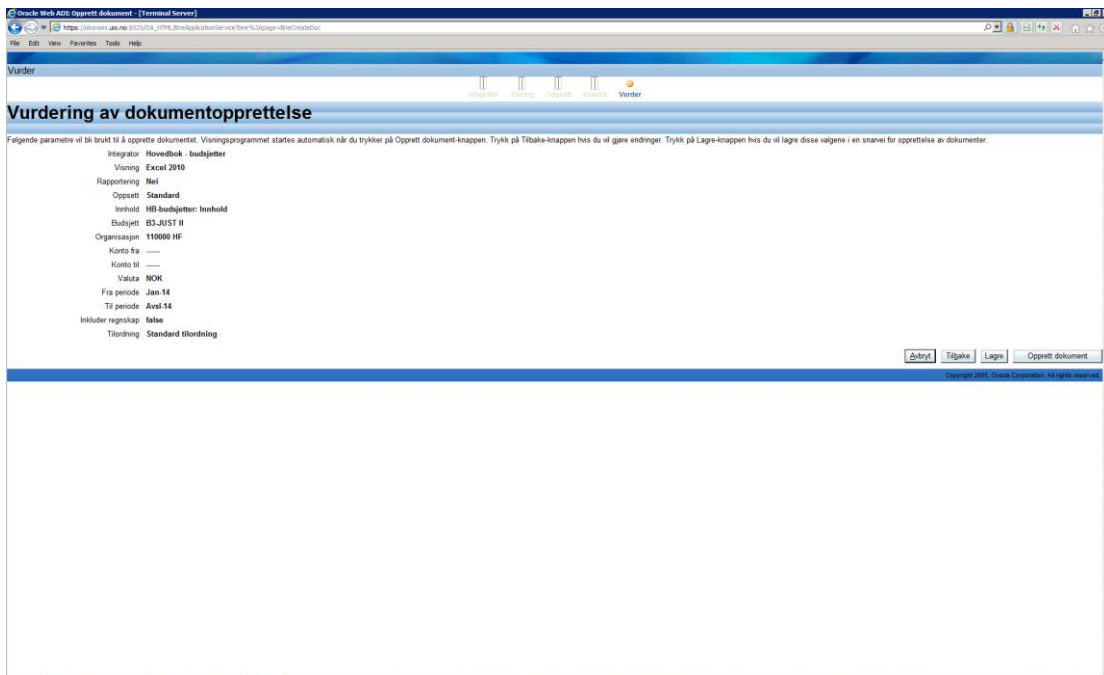 Oracle Web ADI: Opprett dokument - [Terminal Server]
File Edit View Favorites Tools Help
Vurder
Integrator Visning Oppsett Innhold Vurder
Vurdering av dokumentopprettelse
Følgende parametre vil bli brukt til å opprette dokumentet. Visningsprogrammet startes automatisk når du trykker på Opprett dokument-knappen. Trykk på Tilbake-knappen hvis du vil gjøre endringer. Trykk på Lagre-knappen hvis du vil lagre disse valgene i en snarvei for opprettelse av dokumenter.
Integrator Hovedbok - budsjetter
Visning Excel 2010
Rapportering Nei
Oppsett Standard
Innhold HB-budsjetter: Innhold
Budsjett B3-JUST II
Organisasjon 110000 HF
Konto fra ------
Konto til ------
Valuta NOK
Fra periode Jan-14
Til periode Avsl-14
Inkluder regnskap false
Tilordning Standard tilordning
Avbryt Tilbake Lagre Opprett dokument
Copyright 2005, Oracle Corporation. All rights reserved.